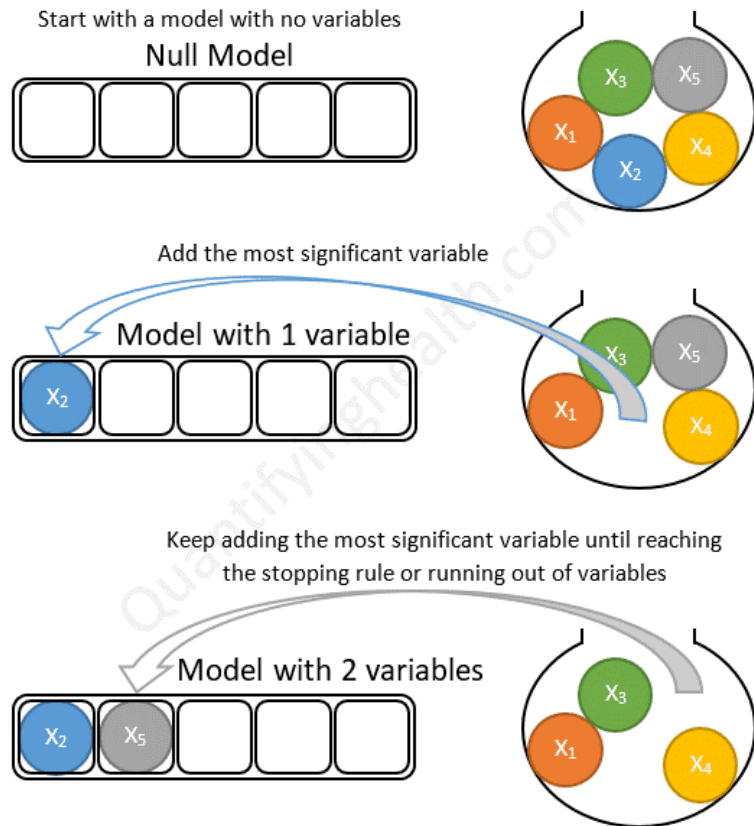 Start with a model with no variables
Null Model
X₃
X₅
X₁
X₄
X₂
Add the most significant variable
Model with 1 variable
X₂
X₃
X₅
X₁
X₄
Keep adding the most significant variable until reaching
the stopping rule or running out of variables
Model with 2 variables
X₂
X₅
X₃
X₁
X₄
Quantifyinghealth.com